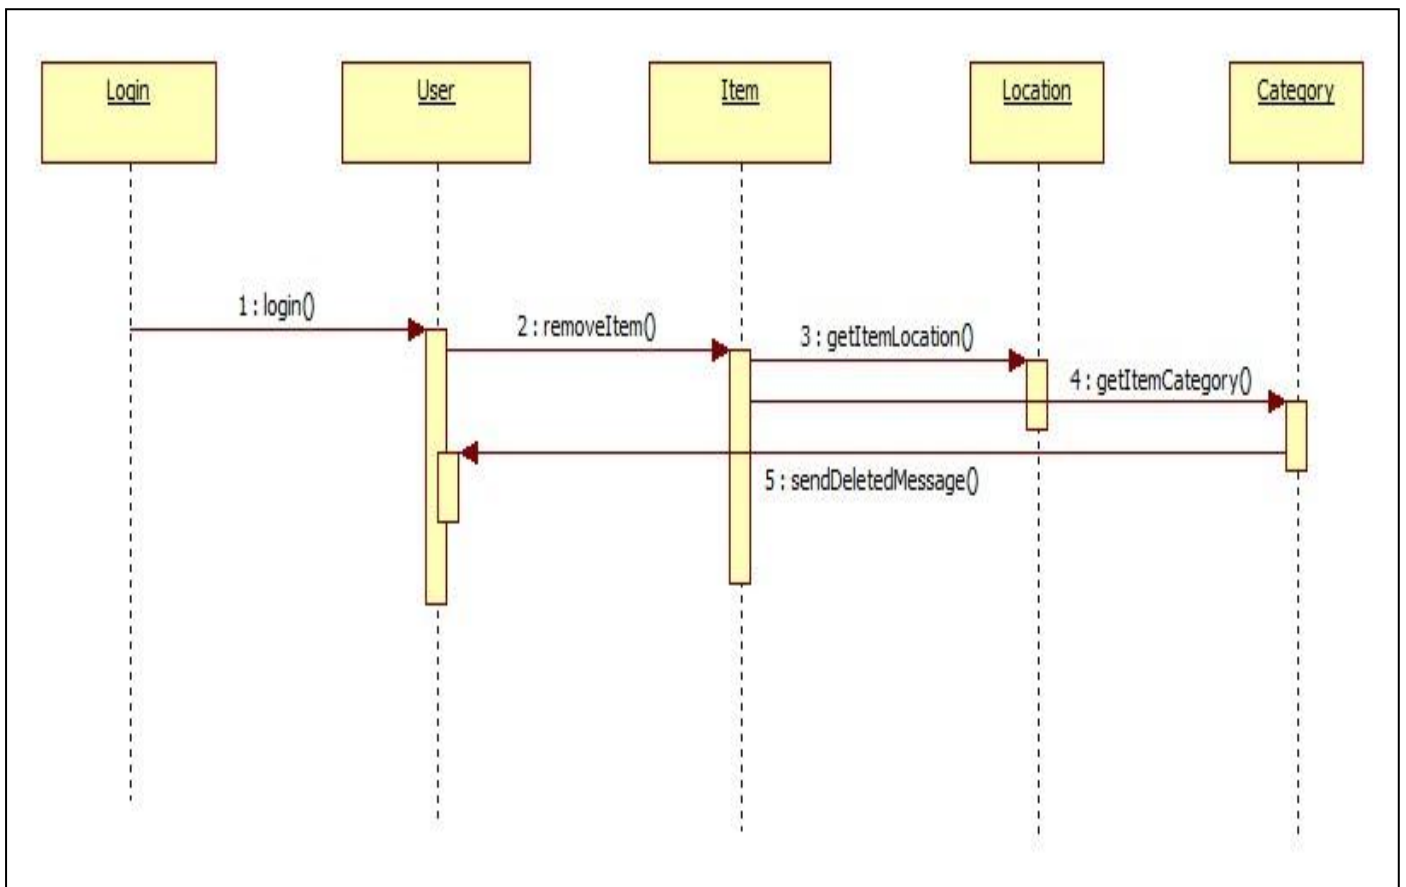 Login
User
Item
Location
Category
1 : login()
2 : removeItem()
3 : getItemLocation()
4 : getItemCategory()
5 : sendDeletedMessage()